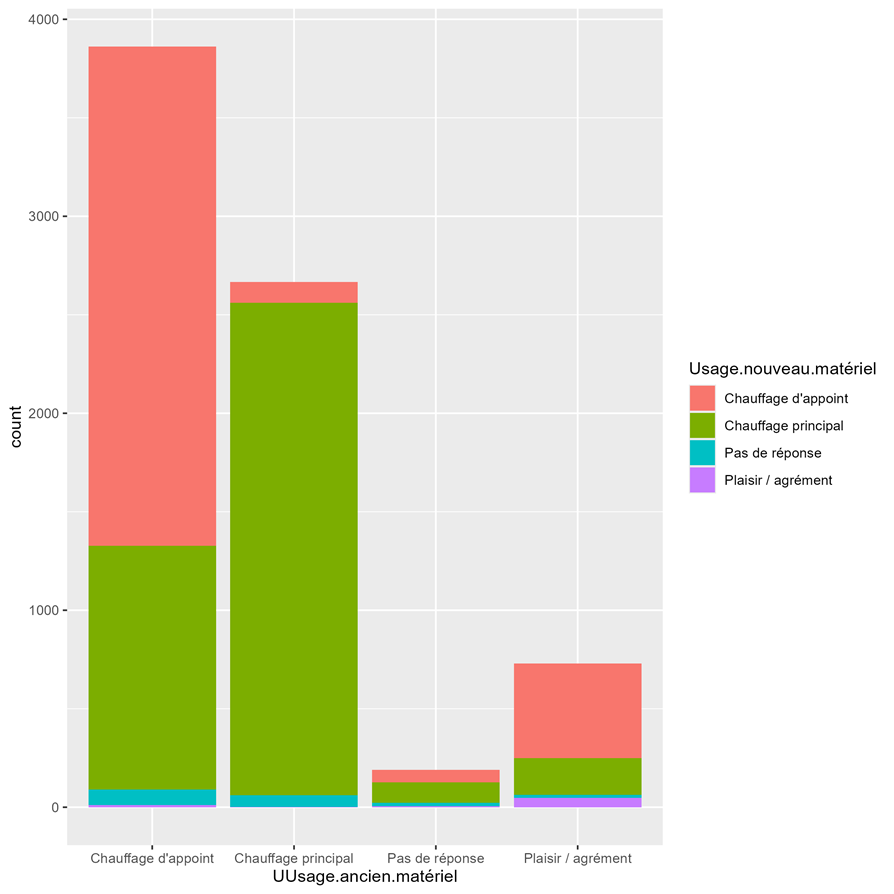 4000
3000
2000
1000
0
count
Chauffage d'appoint
Chauffage principal
Pas de réponse
Plaisir / agrément
UUsage.ancien.matériel
Usage.nouveau.matériel
Chauffage d'appoint
Chauffage principal
Pas de réponse
Plaisir / agrément